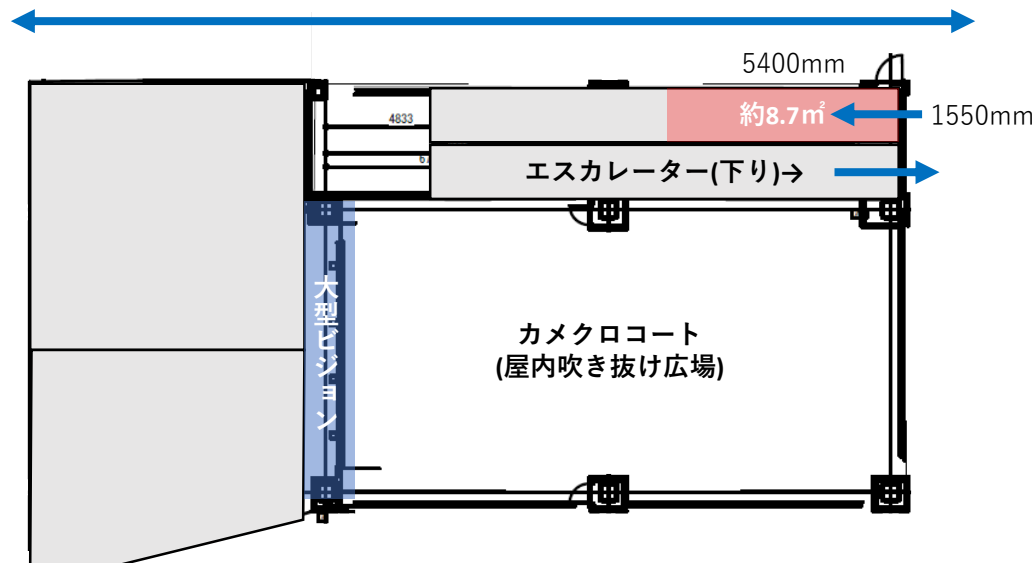 5400mm
約8.7㎡
1550mm
4833
エスカレーター(下り)→
大型ビジョン
カメクロコート
(屋内吹き抜け広場)